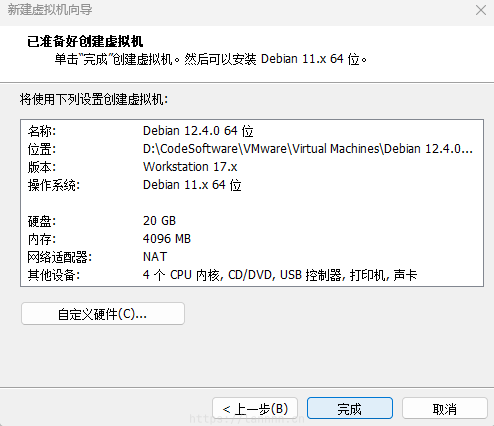 新建虚拟机向导
已准备好创建虚拟机
单击“完成”创建虚拟机。然后可以安装 Debian 11.x 64 位。
将使用下列设置创建虚拟机:
名称: Debian 12.4.0 64 位
位置: D:\CodeSoftware\VMware\Virtual Machines\Debian 12.4.0...
版本: Workstation 17.x
操作系统: Debian 11.x 64 位
硬盘: 20 GB
内存: 4096 MB
网络适配器: NAT
其他设备: 4 个 CPU 内核, CD/DVD, USB 控制器, 打印机, 声卡
自定义硬件(C)...
< 上一步(B) 完成 取消